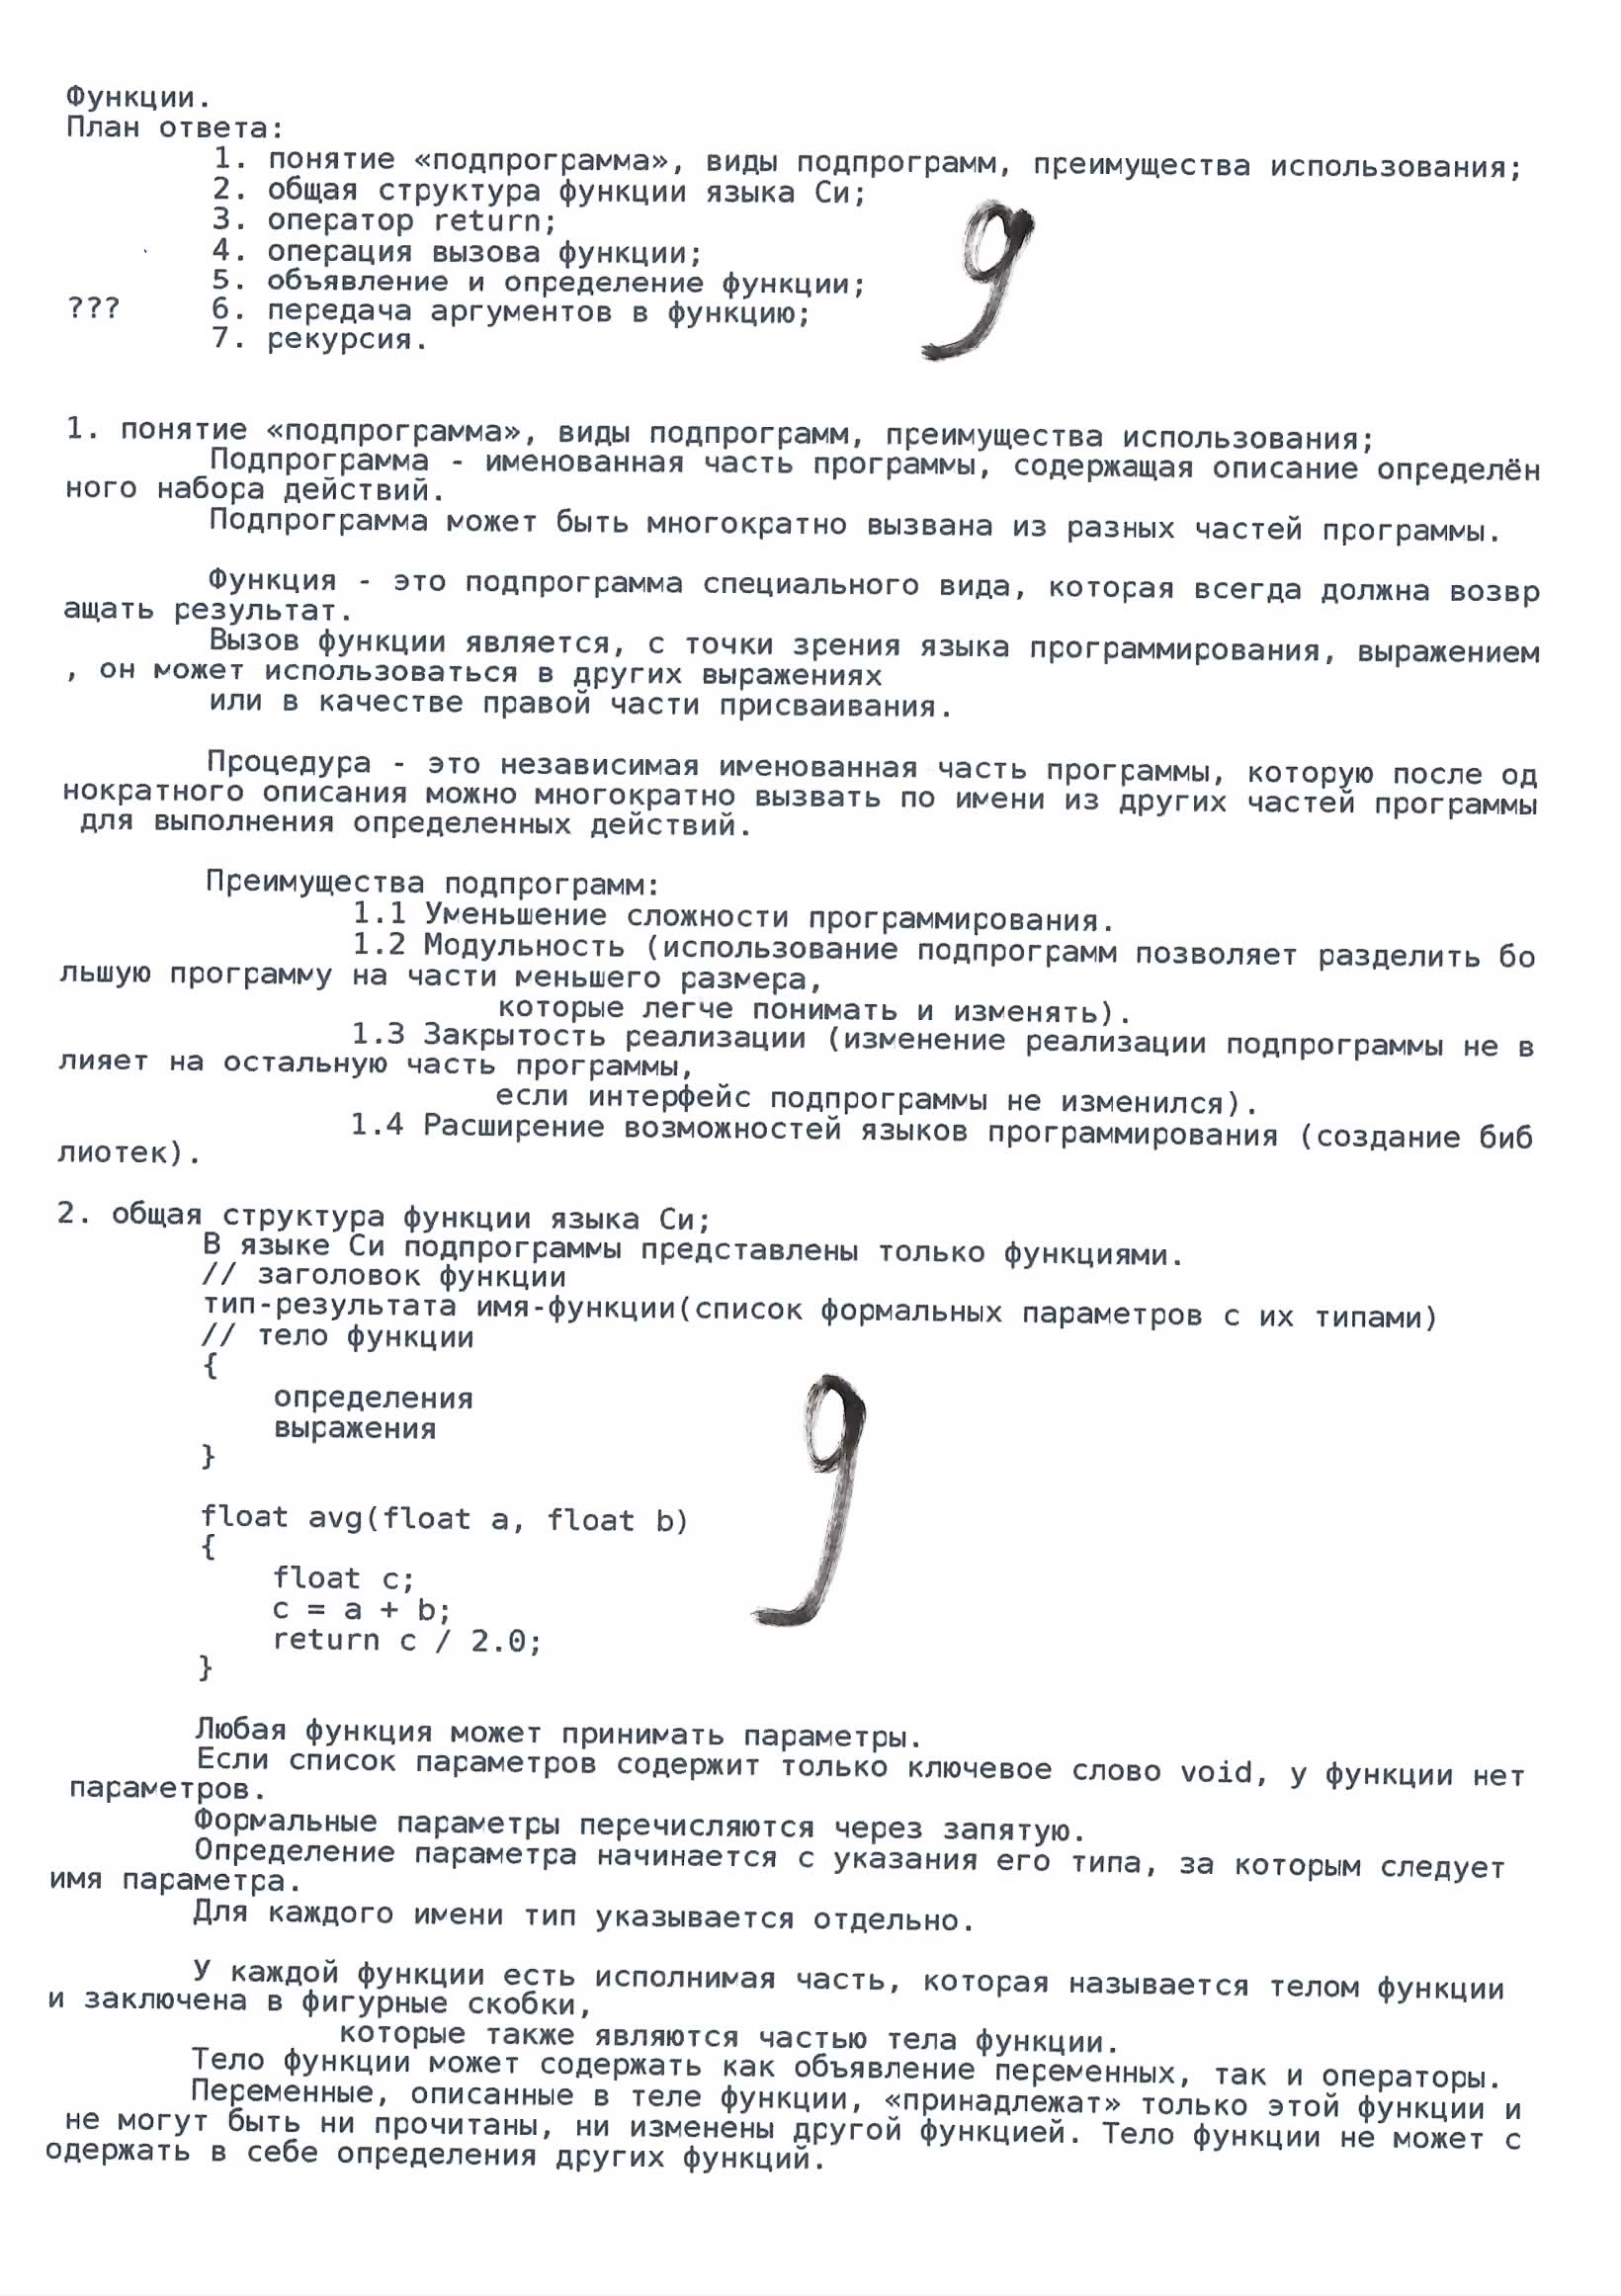 Функции.
План ответа:
1. понятие «подпрограмма», виды подпрограмм, преимущества использования;
2. общая структура функции языка Си;
3. оператор return;
4. операция вызова функции;
5. объявление и определение функции;
??? 6. передача аргументов в функцию;
7. рекурсия.
9
1. понятие «подпрограмма», виды подпрограмм, преимущества использования;
Подпрограмма - именованная часть программы, содержащая описание определён
ного набора действий.
Подпрограмма может быть многократно вызвана из разных частей программы.
Функция - это подпрограмма специального вида, которая всегда должна возвр
ащать результат.
Вызов функции является, с точки зрения языка программирования, выражением
, он может использоваться в других выражениях
или в качестве правой части присваивания.
Процедура - это независимая именованная часть программы, которую после од
нократного описания можно многократно вызвать по имени из других частей программы
для выполнения определенных действий.
Преимущества подпрограмм:
1.1 Уменьшение сложности программирования.
1.2 Модульность (использование подпрограмм позволяет разделить бо
льшую программу на части меньшего размера,
которые легче понимать и изменять).
1.3 Закрытость реализации (изменение реализации подпрограммы не в
лияет на остальную часть программы,
если интерфейс подпрограммы не изменился).
1.4 Расширение возможностей языков программирования (создание биб
лиотек).
2. общая структура функции языка Си;
В языке Си подпрограммы представлены только функциями.
// заголовок функции
тип-результата имя-функции(список формальных параметров с их типами)
// тело функции
{
определения
выражения
}
9
float avg(float a, float b)
{
float c;
c = a + b;
return c / 2.0;
}
Любая функция может принимать параметры.
Если список параметров содержит только ключевое слово void, у функции нет
параметров.
Формальные параметры перечисляются через запятую.
Определение параметра начинается с указания его типа, за которым следует
имя параметра.
Для каждого имени тип указывается отдельно.
У каждой функции есть исполнимая часть, которая называется телом функции
и заключена в фигурные скобки,
которые также являются частью тела функции.
Тело функции может содержать как объявление переменных, так и операторы.
Переменные, описанные в теле функции, «принадлежат» только этой функции и
не могут быть ни прочитаны, ни изменены другой функцией. Тело функции не может с
одержать в себе определения других функций.